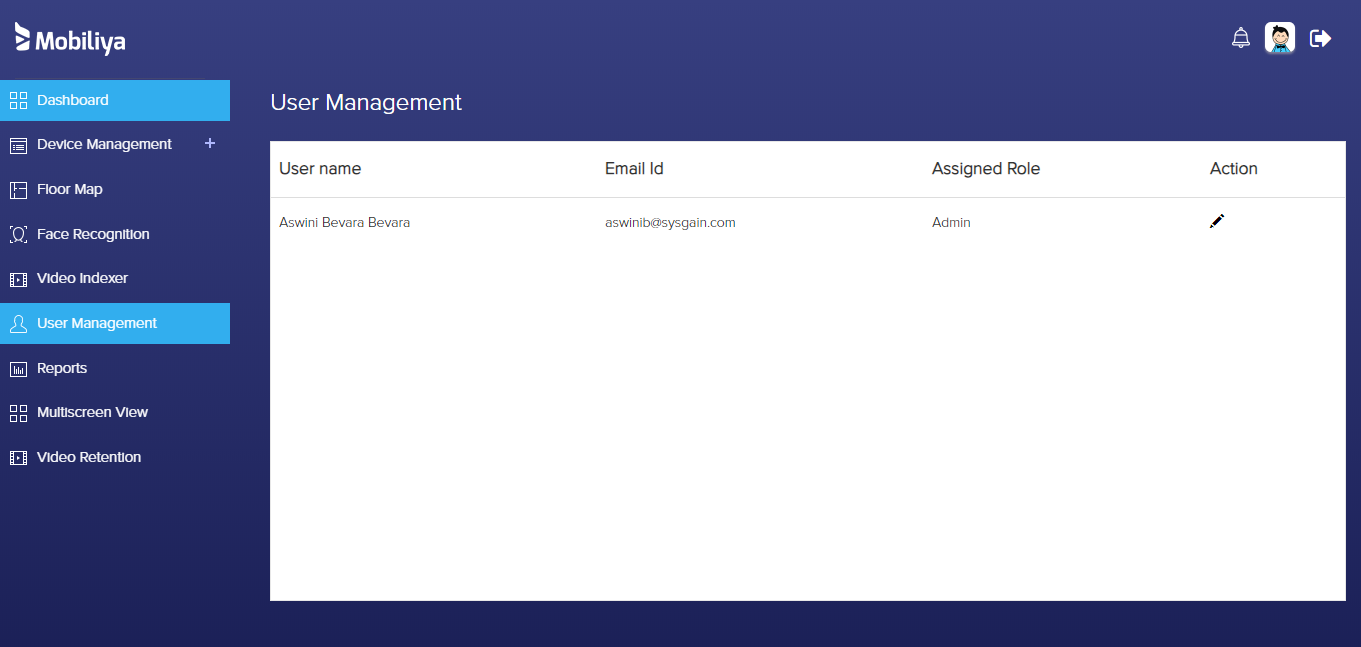 Mobiliya
Dashboard
Device Management +
Floor Map
Face Recognition
Video Indexer
User Management
Reports
Multiscreen View
Video Retention
User Management
User name Email Id Assigned Role Action
Aswini Bevara Bevara aswinib@sysgain.com Admin